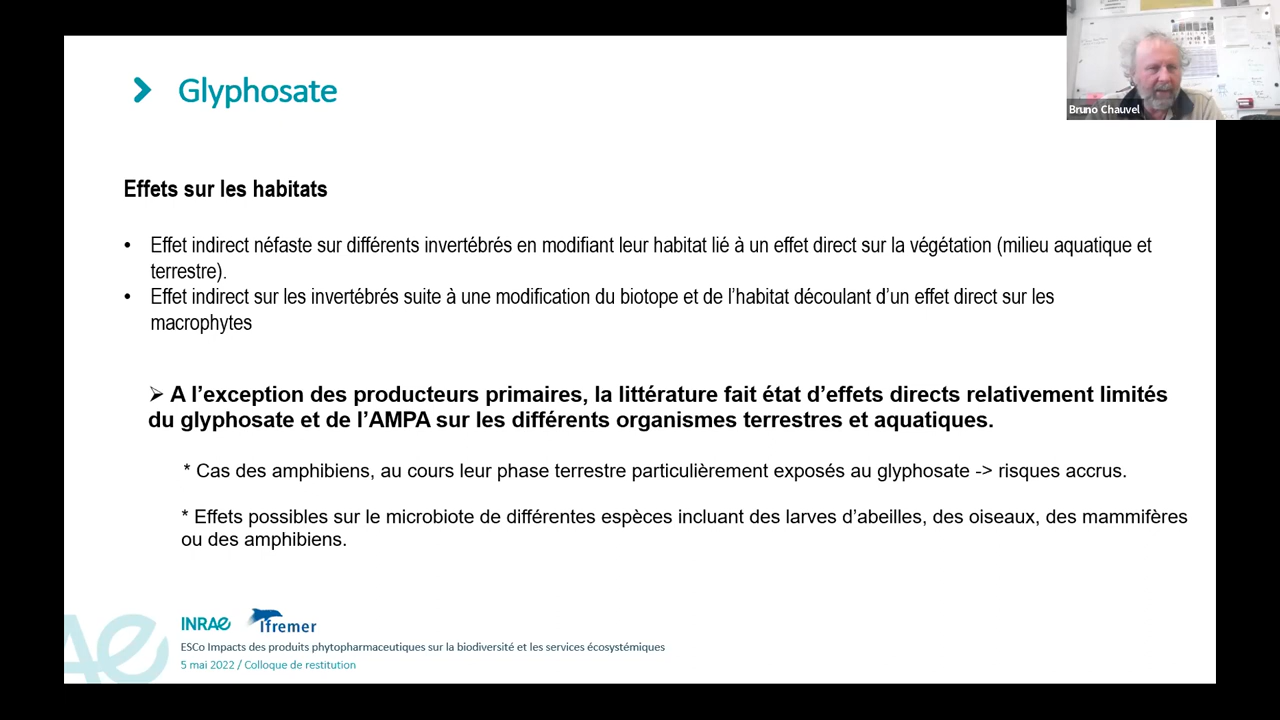 Glyphosate
Bruno Chauvel
Effets sur les habitats
• Effet indirect néfaste sur différents invertébrés en modifiant leur habitat lié à un effet direct sur la végétation (milieu aquatique et
terrestre).
• Effet indirect sur les invertébrés suite à une modification du biotope et de l’habitat découlant d’un effet direct sur les
macrophytes
➢ A l’exception des producteurs primaires, la littérature fait état d’effets directs relativement limités
du glyphosate et de l’AMPA sur les différents organismes terrestres et aquatiques.
* Cas des amphibiens, au cours leur phase terrestre particulièrement exposés au glyphosate -> risques accrus.
* Effets possibles sur le microbiote de différentes espèces incluant des larves d’abeilles, des oiseaux, des mammifères
ou des amphibiens.
INRAE Ifremer
ESCo Impacts des produits phytopharmaceutiques sur la biodiversité et les services écosystémiques
5 mai 2022 / Colloque de restitution